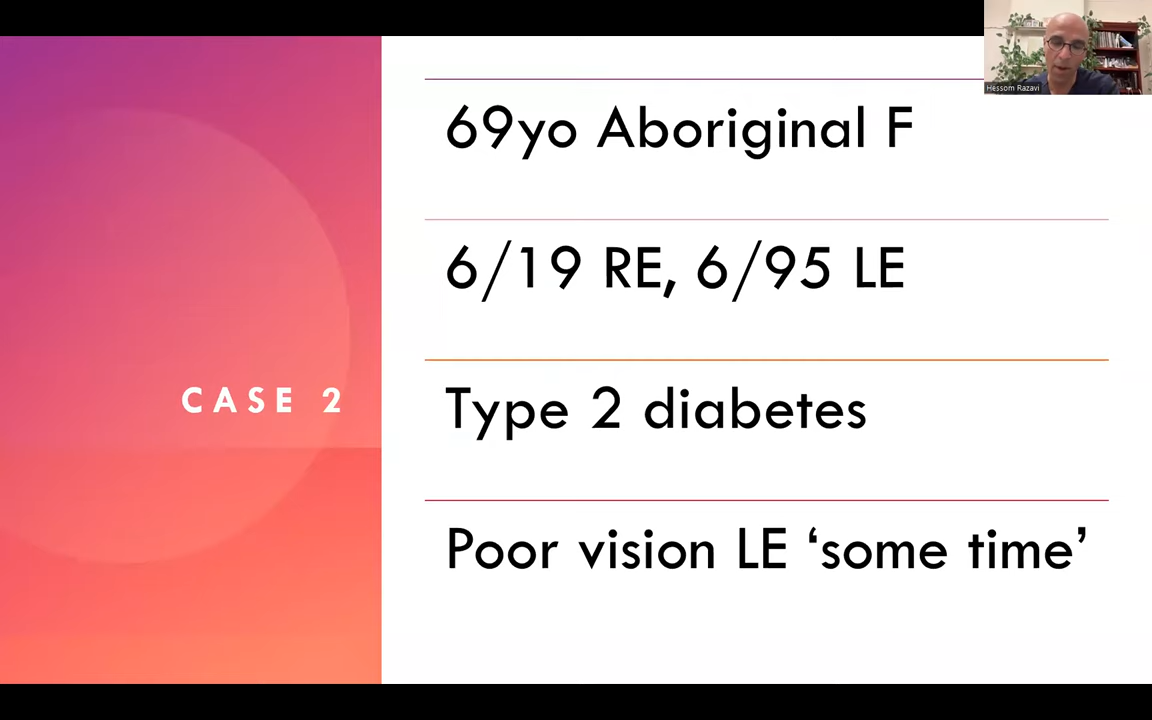 CASE 2
69yo Aboriginal F
6/19 RE, 6/95 LE
Type 2 diabetes
Poor vision LE ‘some time’
Hessom Razavi